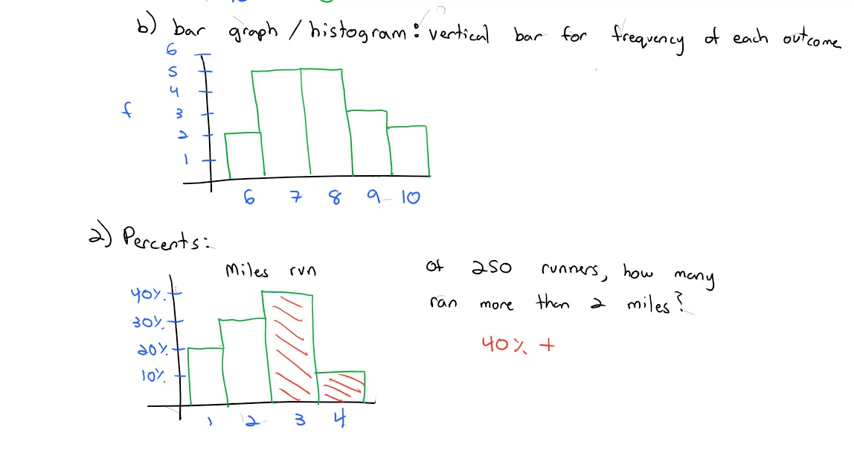 b) bar graph / histogram: vertical bar for frequency of each outcome
6
5
4
f 3
2
1
6 7 8 9 10
2) Percents:
Miles run
40%
30%
20%
10%
1 2 3 4
Of 250 runners, how many
ran more than 2 miles?
40% +